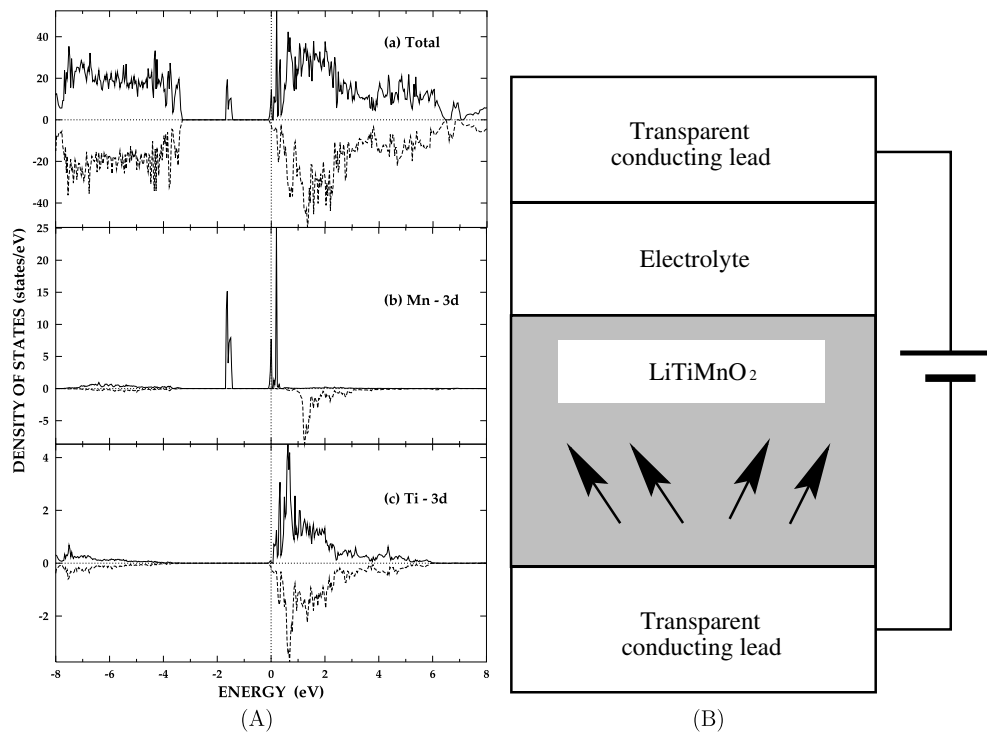 (a) Total
40
20
0
-20
-40
DENSITY OF STATES (states/eV)
25
20
15
10
5
0
-5
(b) Mn - 3d
4
2
0
-2
(c) Ti - 3d
-8 -6 -4 -2 0 2 4 6 8
ENERGY (eV)
(A)
Transparent
conducting lead
Electrolyte
LiTiMnO2
Transparent
conducting lead
(B)